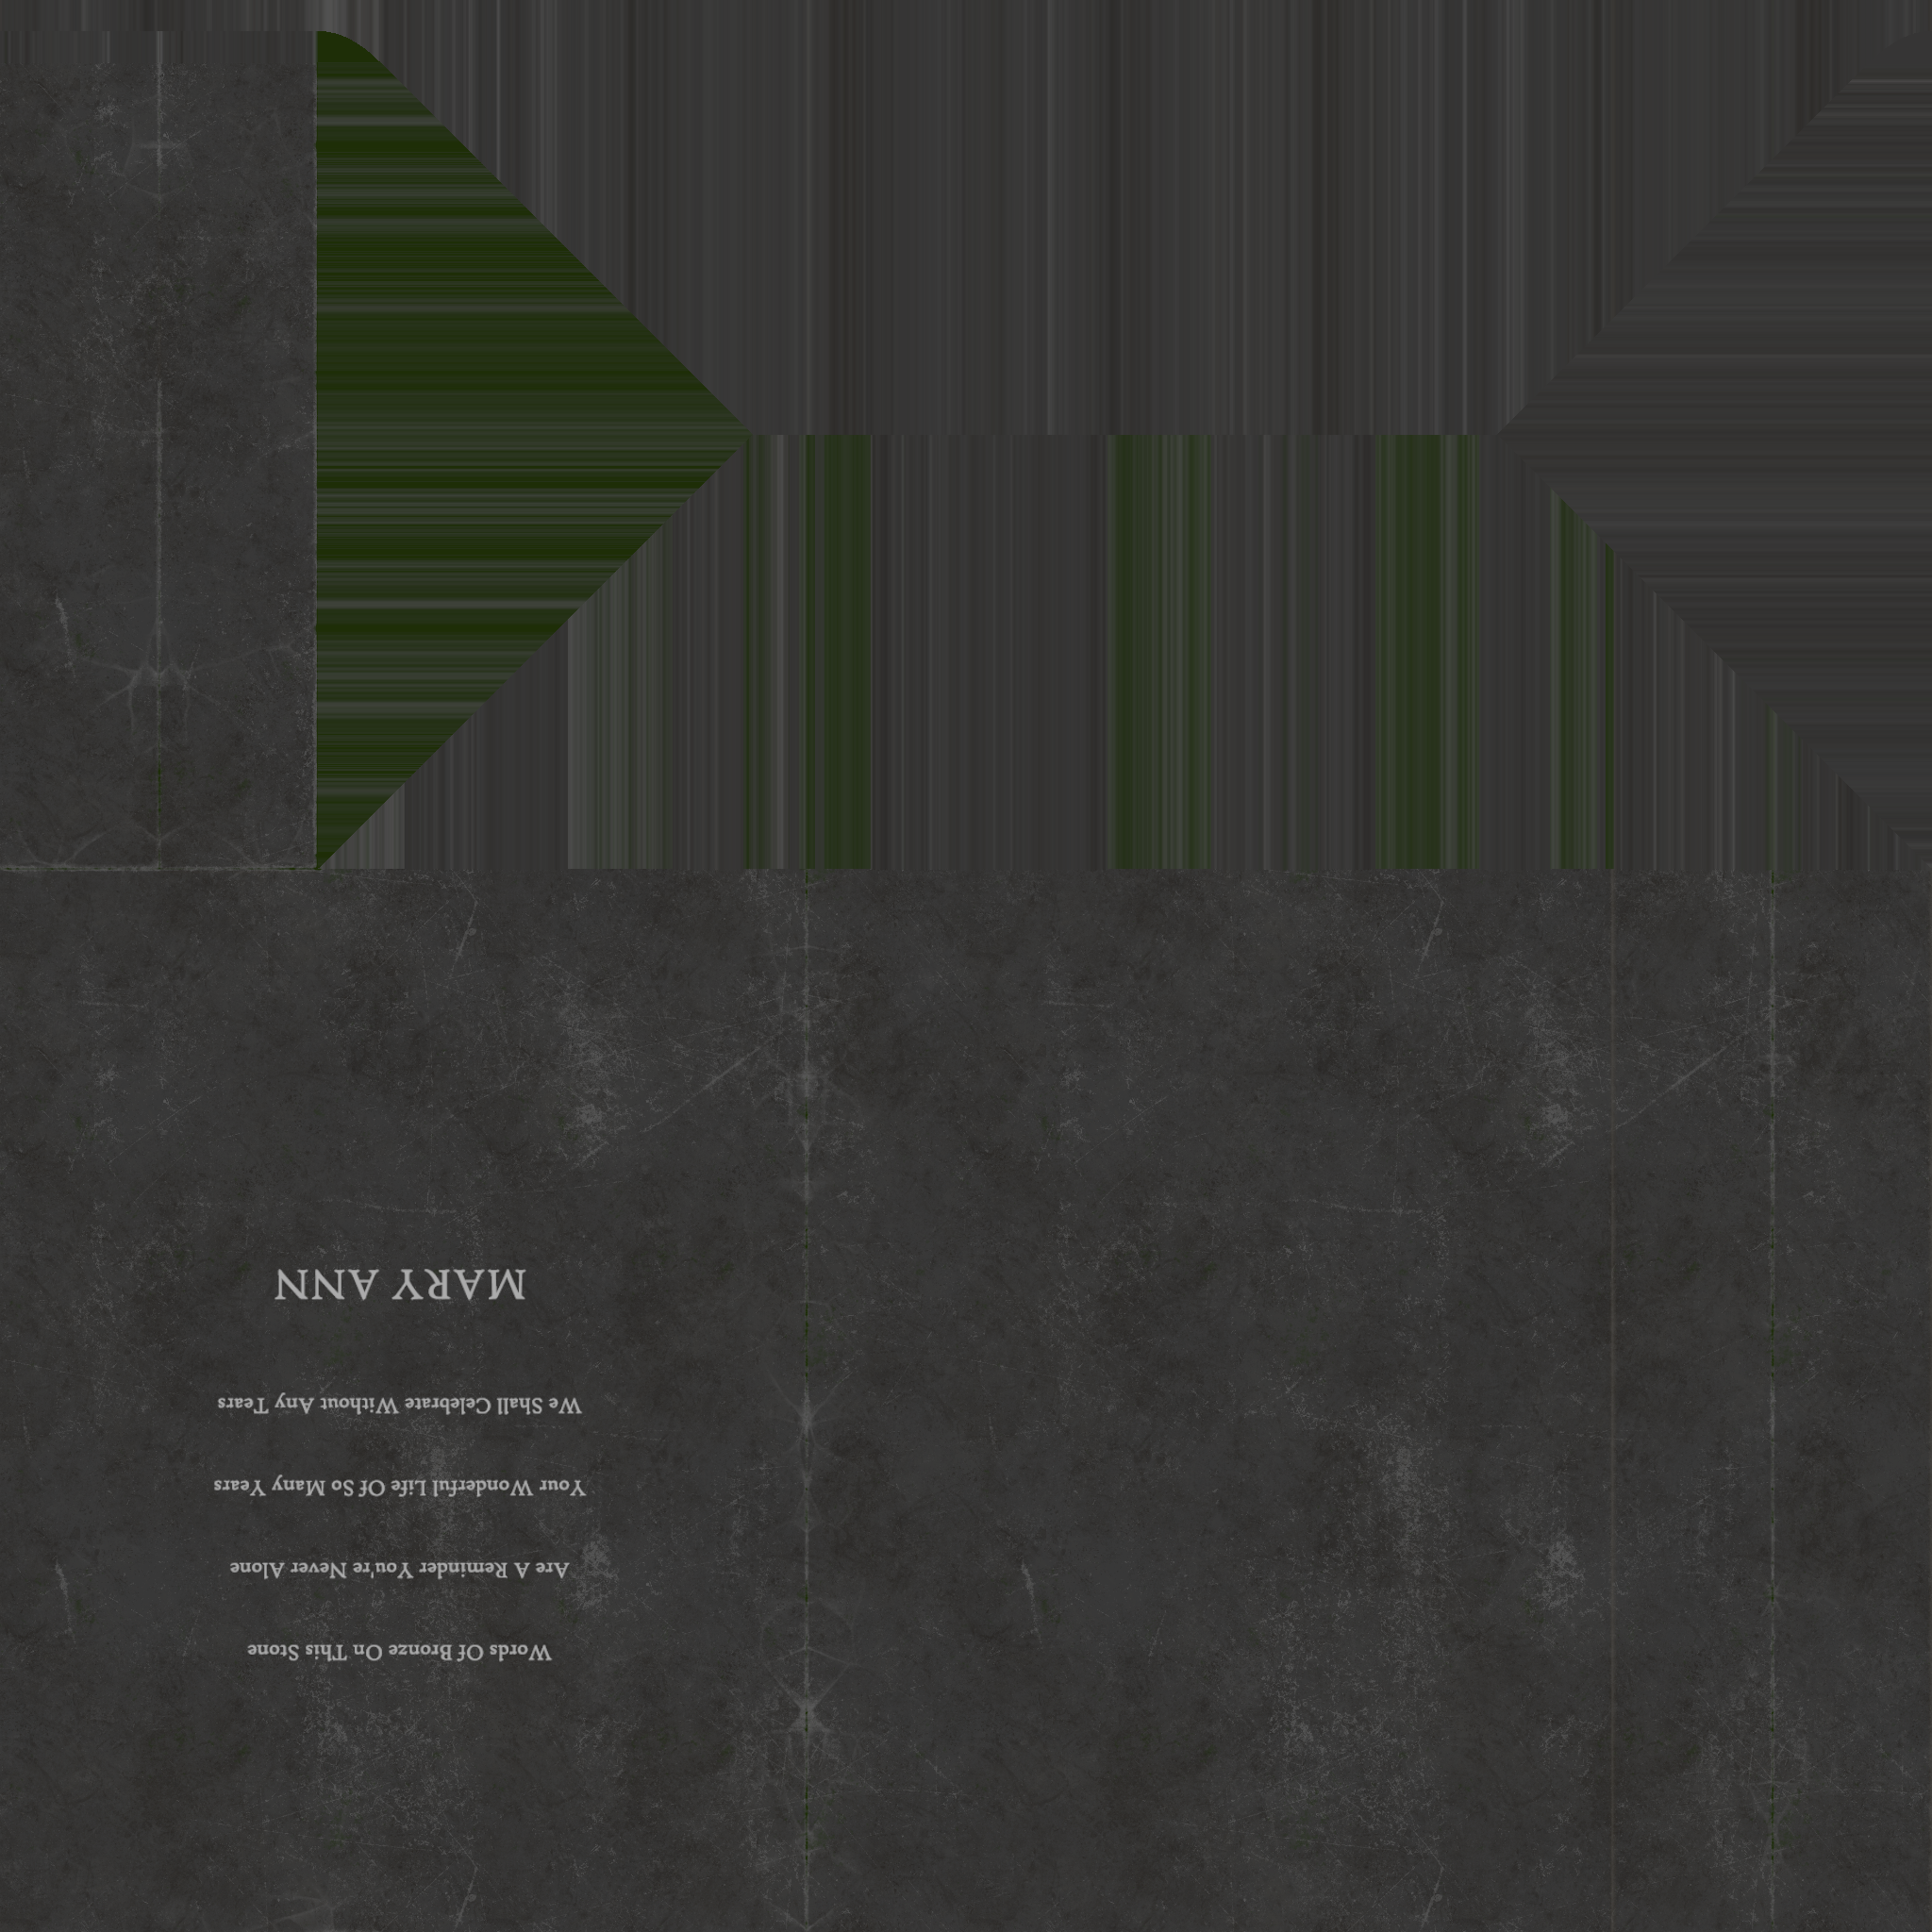 Words Of Bronze On This Stone
Are A Reminder You're Never Alone
Your Wonderful Life Of So Many Years
We Shall Celebrate Without Any Tears
MARY ANN